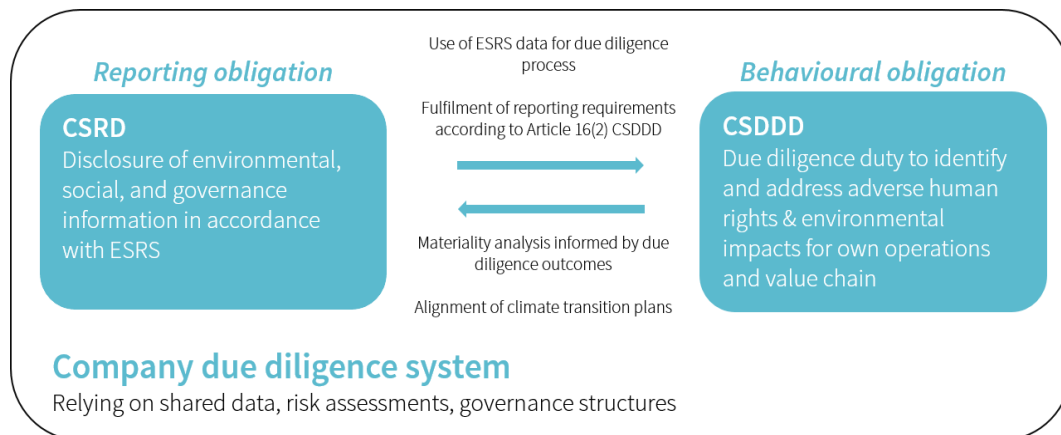 Reporting obligation
CSRD
Disclosure of environmental,
social, and governance
information in accordance
with ESRS
Use of ESRS data for due diligence
process
Fulfilment of reporting requirements
according to Article 16(2) CSDDD
Materiality analysis informed by due
diligence outcomes
Alignment of climate transition plans
Behavioural obligation
CSDDD
Due diligence duty to identify
and address adverse human
rights & environmental
impacts for own operations
and value chain
Company due diligence system
Relying on shared data, risk assessments, governance structures